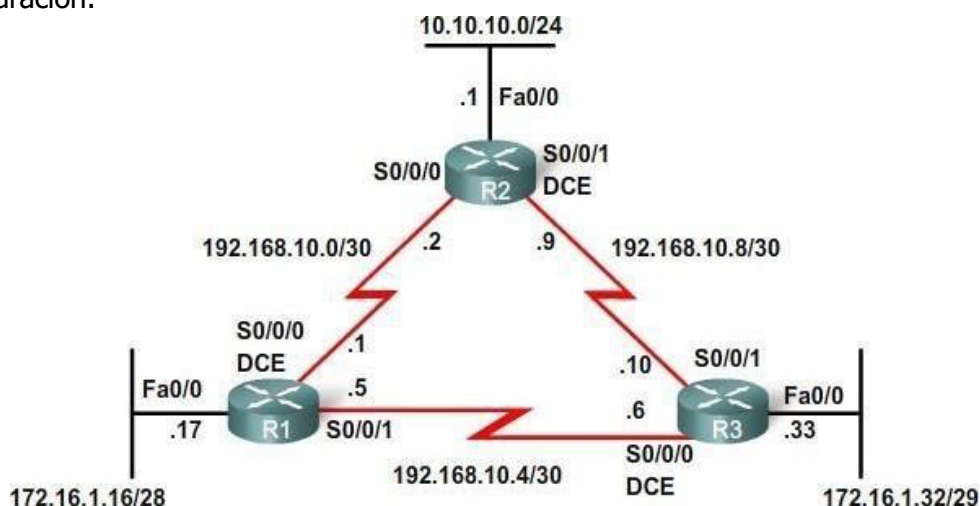 uración.
10.10.10.0/24
.1 Fa0/0
S0/0/0
S0/0/1
DCE
R2
192.168.10.0/30
.2
.9
192.168.10.8/30
S0/0/0
DCE
.1
.10
S0/0/1
Fa0/0
.5
.6
Fa0/0
.17
R1
S0/0/1
R3
.33
192.168.10.4/30
S0/0/0
DCE
172.16.1.16/28
172.16.1.32/29